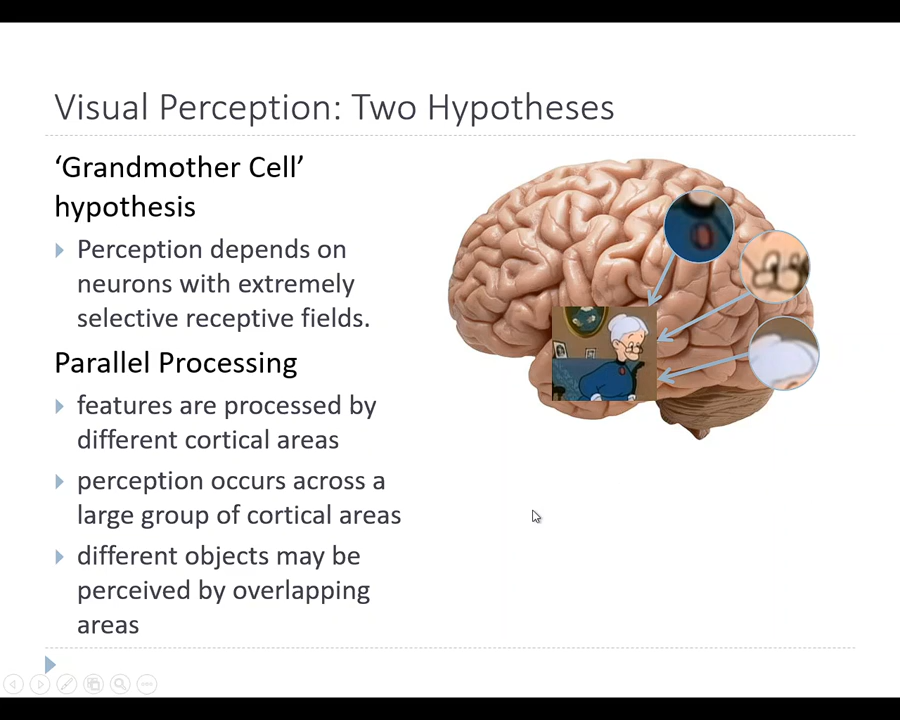 Visual Perception: Two Hypotheses
‘Grandmother Cell’
hypothesis
Perception depends on
neurons with extremely
selective receptive fields.
Parallel Processing
features are processed by
different cortical areas
perception occurs across a
large group of cortical areas
different objects may be
perceived by overlapping
areas